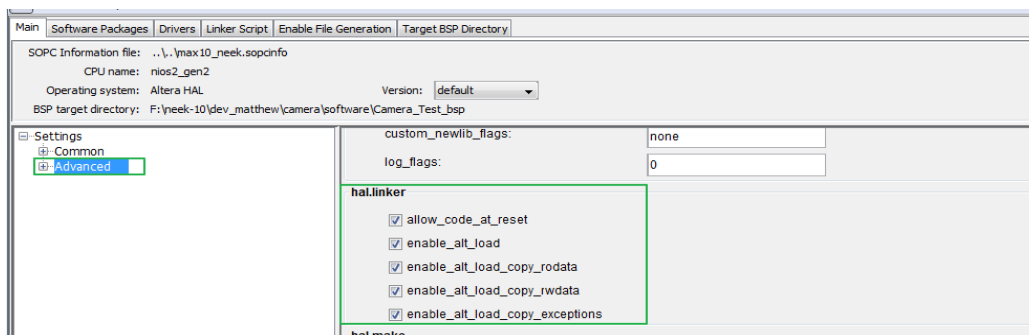 Main Software Packages Drivers Linker Script Enable File Generation Target BSP Directory
SOPC Information file: ..\..\max10_neek.sopcinfo
CPU name: nios2_gen2
Operating system: Altera HAL Version: default
BSP target directory: F:\neek-10\dev_matthew\camera\software\Camera_Test_bsp
Settings
Common
Advanced
custom_newlib_flags: none
log_flags: 0
hal.linker
allow_code_at_reset
enable_alt_load
enable_alt_load_copy_rodata
enable_alt_load_copy_rwdata
enable_alt_load_copy_exceptions
hal.make